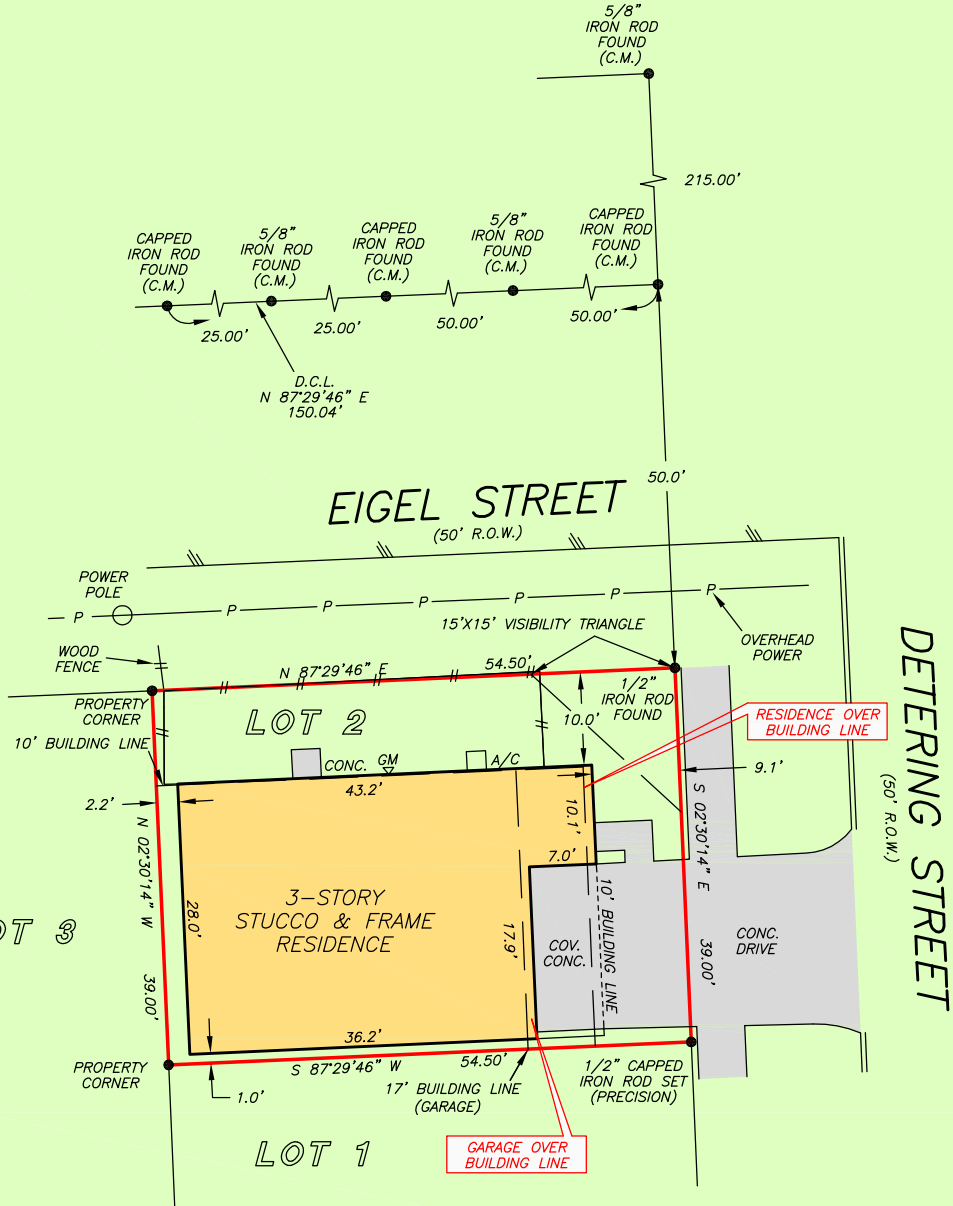 5/8"
IRON ROD
FOUND
(C.M.)
215.00'
CAPPED
IRON ROD
FOUND
(C.M.)
5/8"
IRON ROD
FOUND
(C.M.)
CAPPED
IRON ROD
FOUND
(C.M.)
5/8"
IRON ROD
FOUND
(C.M.)
CAPPED
IRON ROD
FOUND
(C.M.)
25.00'
25.00'
50.00'
50.00'
D.C.L.
N 87°29'46" E
150.04'
EIGEL STREET
(50' R.O.W.)
50.0'
POWER
POLE
P
P
P
P
P
P
P
15'X15' VISIBILITY TRIANGLE
OVERHEAD
POWER
WOOD
FENCE
N 87°29'46" E
54.50'
PROPERTY
CORNER
LOT 2
1/2"
IRON ROD
FOUND
10.0'
RESIDENCE OVER
BUILDING LINE
10' BUILDING LINE
CONC.
GM
A/C
43.2'
9.1'
2.2'
10.1'
7.0'
N 02°30'14" W
39.00'
S 02°30'14" E
39.00'
DETERING STREET
(50' R.O.W.)
28.0'
3-STORY
STUCCO & FRAME
RESIDENCE
17.9'
COV.
CONC.
10' BUILDING LINE
CONC.
DRIVE
OT 3
36.2'
S 87°29'46" W
54.50'
PROPERTY
CORNER
1.0'
17' BUILDING LINE
(GARAGE)
1/2" CAPPED
IRON ROD SET
(PRECISION)
LOT 1
GARAGE OVER
BUILDING LINE